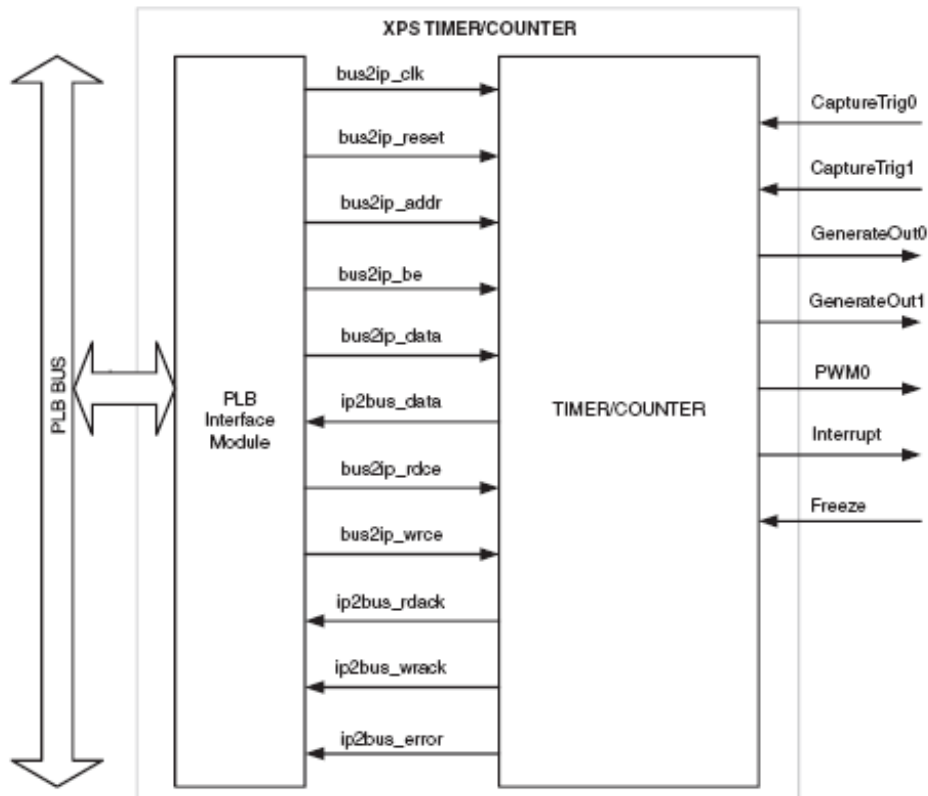 XPS TIMER/COUNTER
bus2ip_clk
CaptureTrig0
bus2ip_reset
CaptureTrig1
bus2ip_addr
GenerateOut0
bus2ip_be
GenerateOut1
bus2ip_data
PLB BUS
PWM0
PLB
Interface
Module
ip2bus_data
TIMER/COUNTER
Interrupt
bus2ip_rdce
Freeze
bus2ip_wrce
ip2bus_rdack
ip2bus_wrack
ip2bus_error